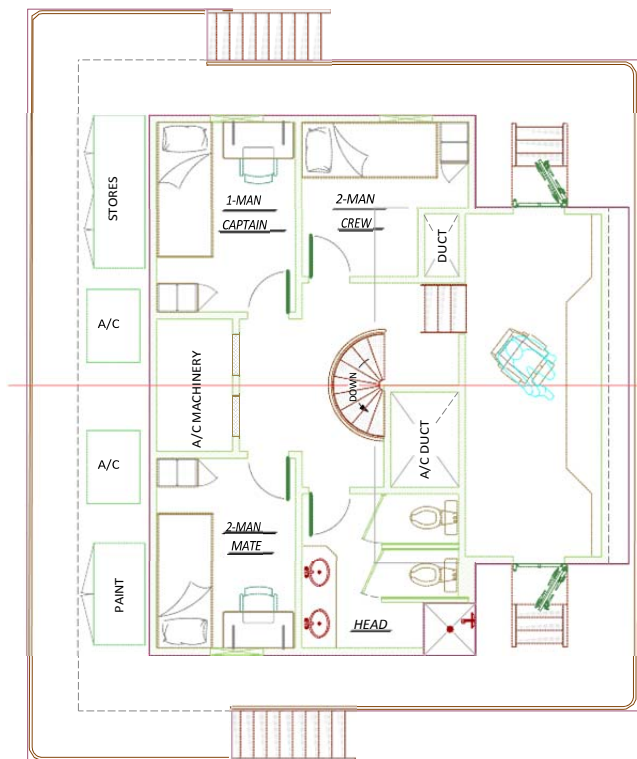 STORES
1-MAN
CAPTAIN
2-MAN
CREW
DUCT
A/C
A/C MACHINERY
DOWN
A/C DUCT
A/C
2-MAN
MATE
PAINT
HEAD